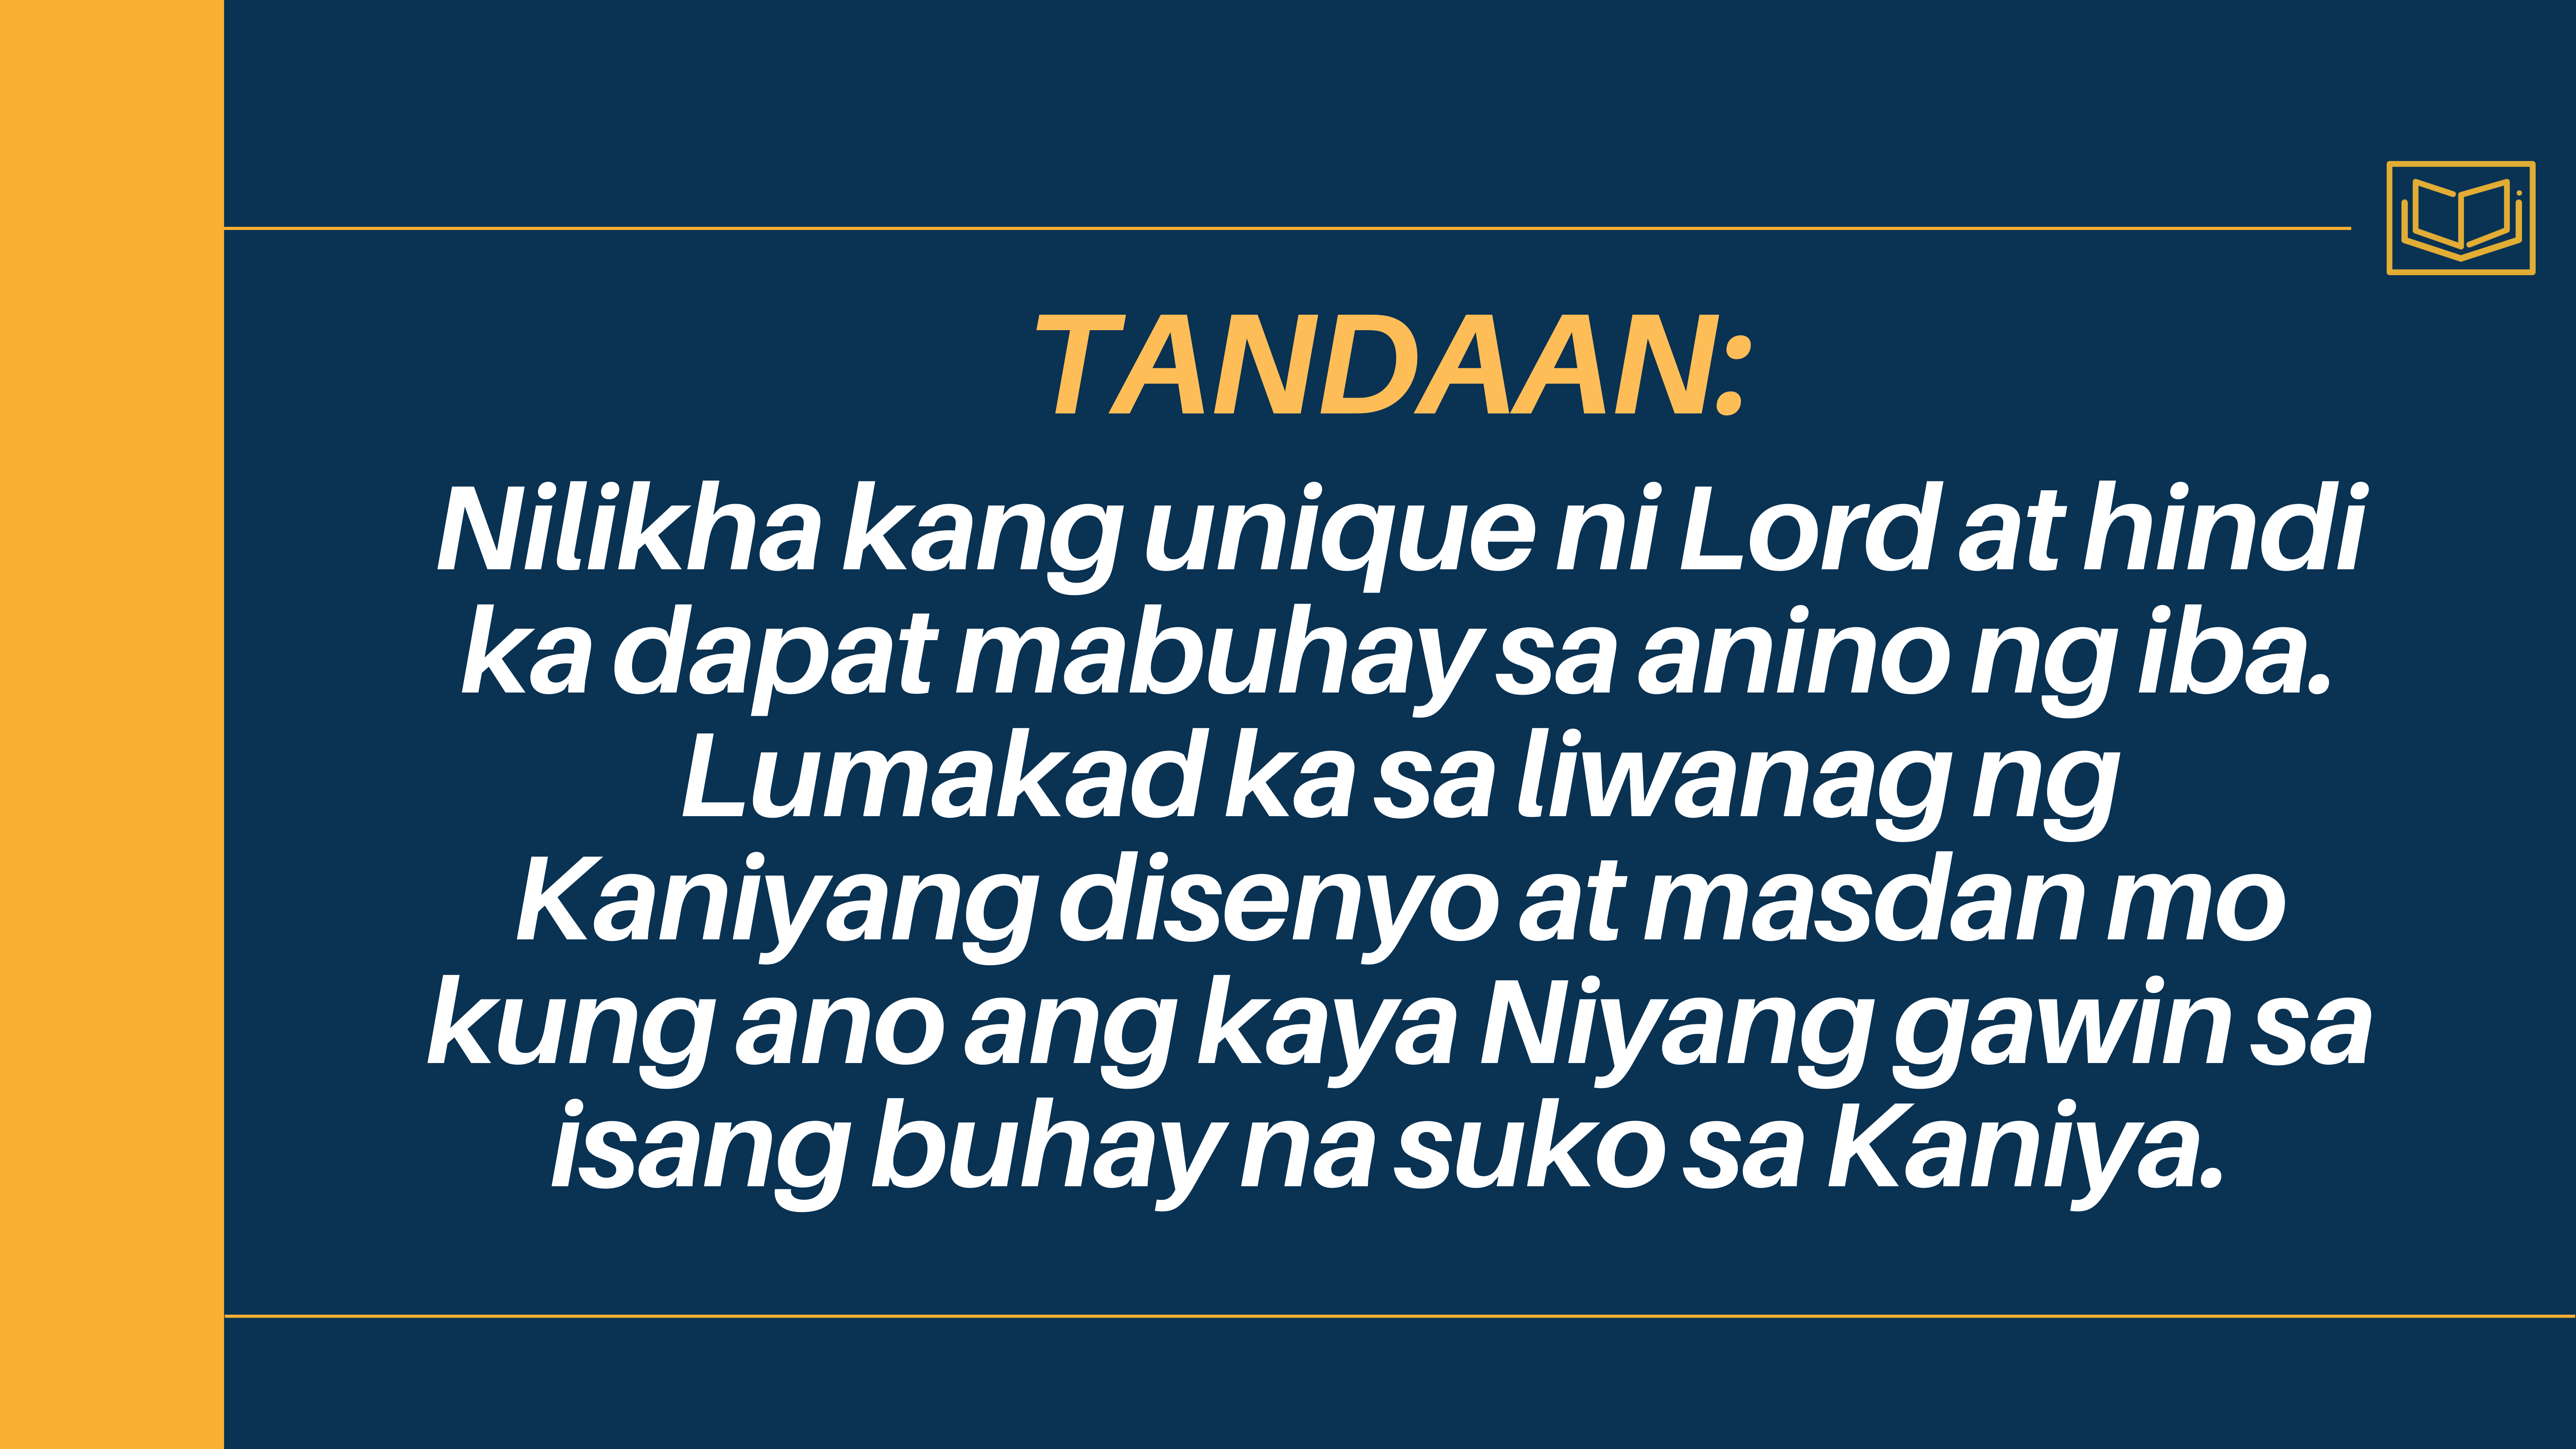 TANDAAN:
Nilikha kang unique ni Lord at hindi
ka dapat mabuhay sa anino ng iba.
Lumakad ka sa liwanag ng
Kaniyang disenyo at masdan mo
kung ano ang kaya Niyang gawin sa
isang buhay na suko sa Kaniya.